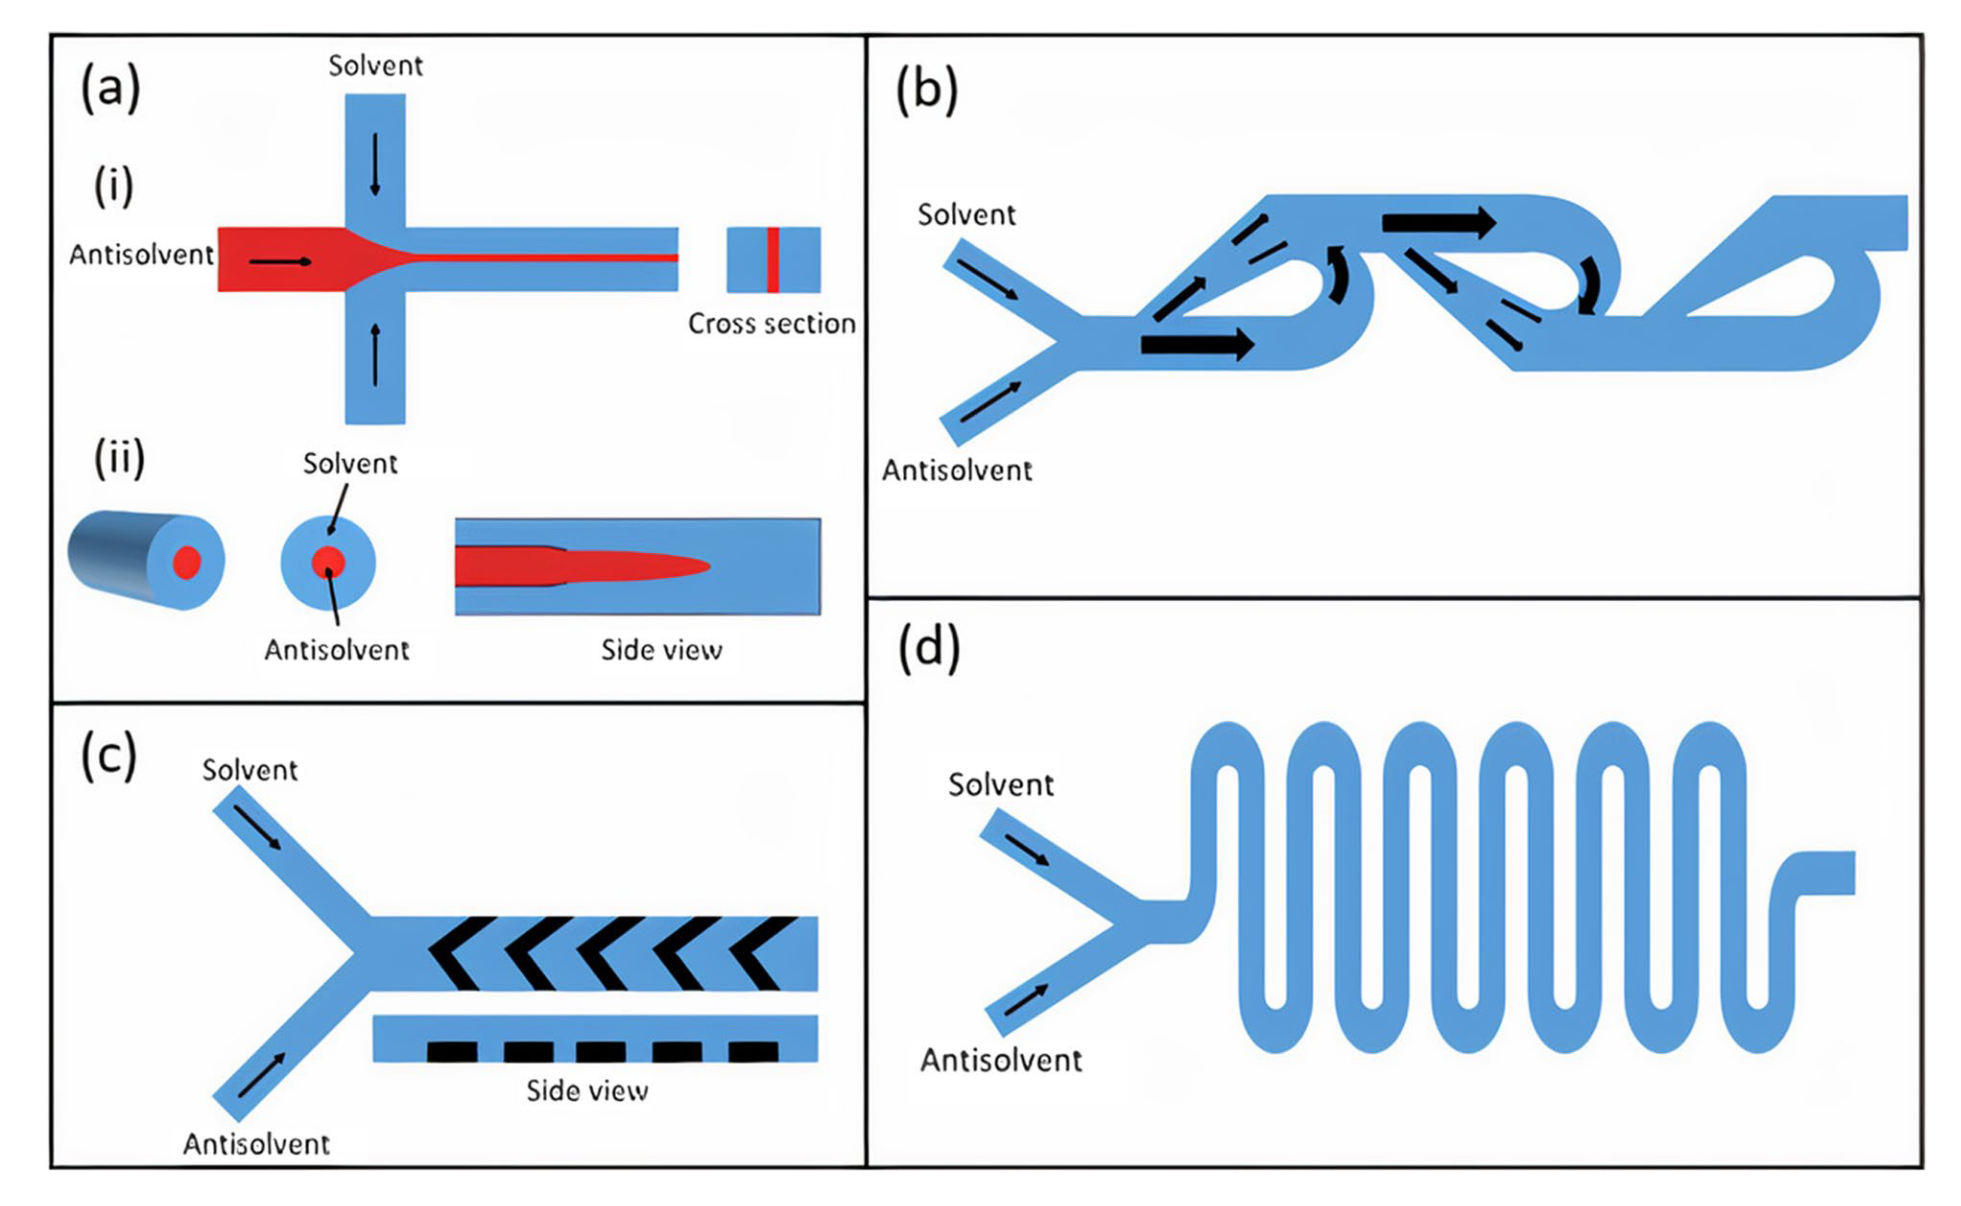 (a)
Solvent
(i)
Antisolvent
Cross section
(ii)
Solvent
Antisolvent
Side view
(b)
Solvent
Antisolvent
(c)
Solvent
Side view
Antisolvent
(d)
Solvent
Antisolvent